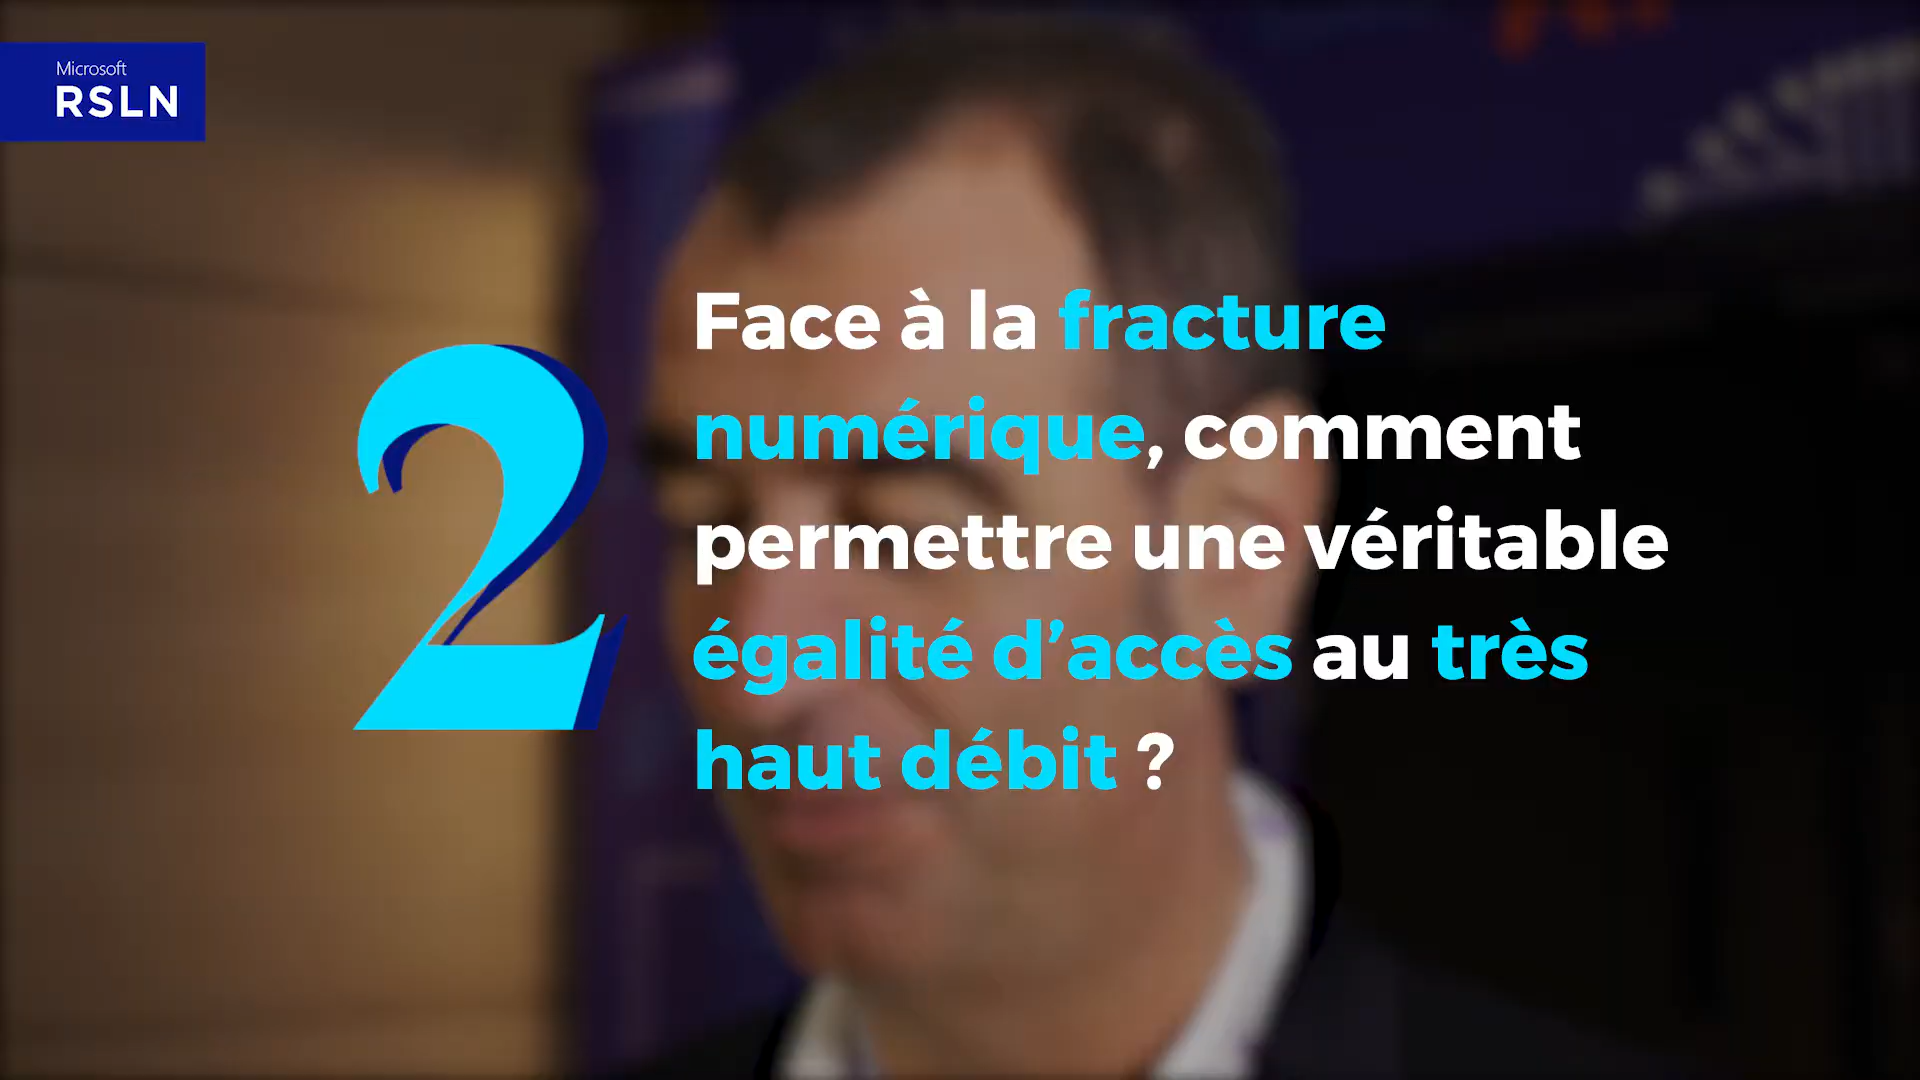 Microsoft
RSLN
2
Face à la fracture
numérique, comment
permettre une véritable
égalité d’accès au très
haut débit ?